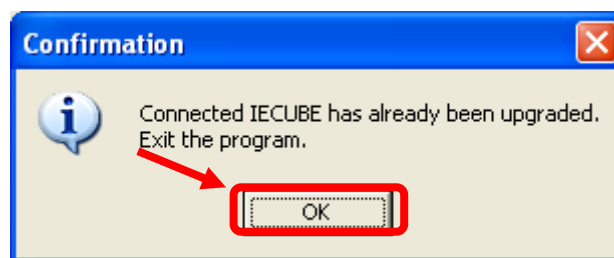 Confirmation
Connected IECUBE has already been upgraded.
Exit the program.
OK